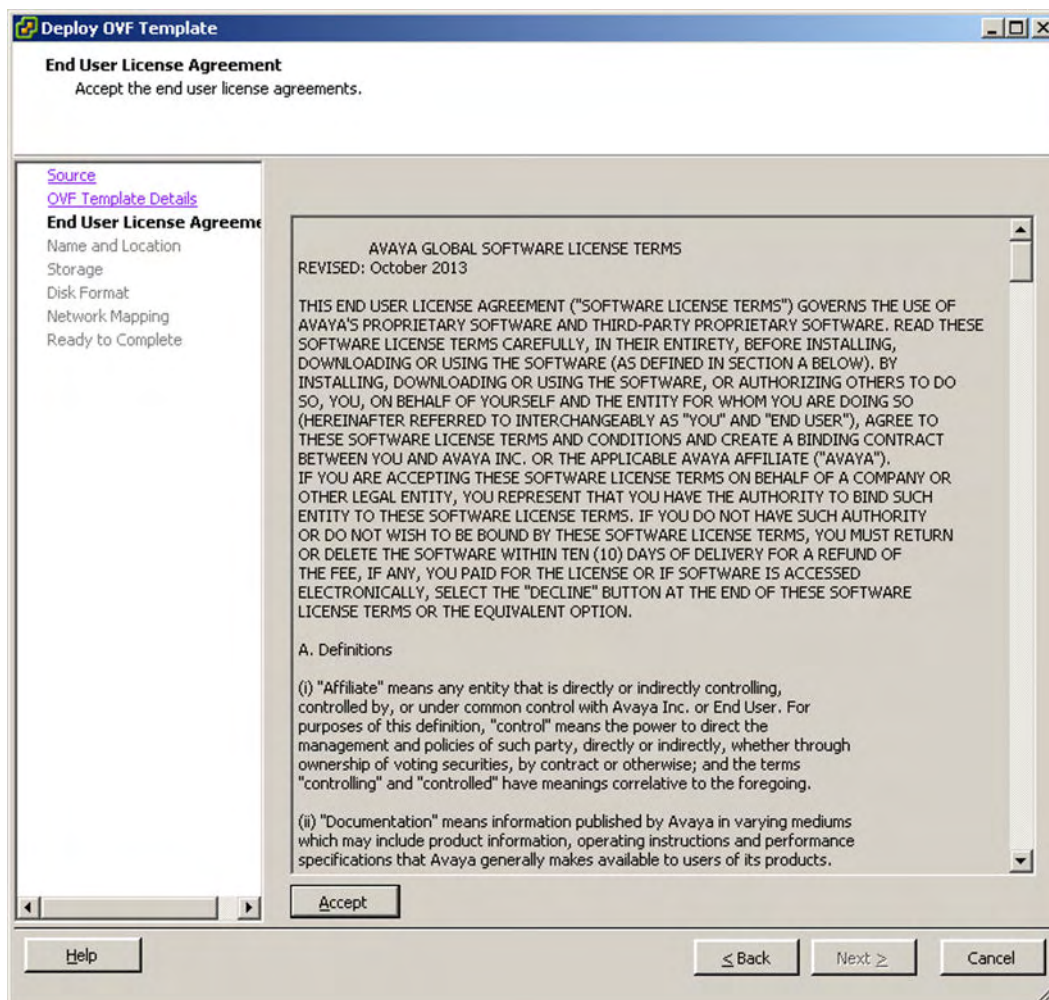 Deploy OVF Template
End User License Agreement
Accept the end user license agreements.
Source
OVF Template Details
End User License Agreeme
Name and Location
Storage
Disk Format
Network Mapping
Ready to Complete
AVAYA GLOBAL SOFTWARE LICENSE TERMS
REVISED: October 2013
THIS END USER LICENSE AGREEMENT ("SOFTWARE LICENSE TERMS") GOVERNS THE USE OF
AVAYA'S PROPRIETARY SOFTWARE AND THIRD-PARTY PROPRIETARY SOFTWARE. READ THESE
SOFTWARE LICENSE TERMS CAREFULLY, IN THEIR ENTIRETY, BEFORE INSTALLING,
DOWNLOADING OR USING THE SOFTWARE (AS DEFINED IN SECTION A BELOW). BY
INSTALLING, DOWNLOADING OR USING THE SOFTWARE, OR AUTHORIZING OTHERS TO DO
SO, YOU, ON BEHALF OF YOURSELF AND THE ENTITY FOR WHOM YOU ARE DOING SO
(HEREINAFTER REFERRED TO INTERCHANGEABLY AS "YOU" AND "END USER"), AGREE TO
THESE SOFTWARE LICENSE TERMS AND CONDITIONS AND CREATE A BINDING CONTRACT
BETWEEN YOU AND AVAYA INC. OR THE APPLICABLE AVAYA AFFILIATE ("AVAYA").
IF YOU ARE ACCEPTING THESE SOFTWARE LICENSE TERMS ON BEHALF OF A COMPANY OR
OTHER LEGAL ENTITY, YOU REPRESENT THAT YOU HAVE THE AUTHORITY TO BIND SUCH
ENTITY TO THESE SOFTWARE LICENSE TERMS. IF YOU DO NOT HAVE SUCH AUTHORITY
OR DO NOT WISH TO BE BOUND BY THESE SOFTWARE LICENSE TERMS, YOU MUST RETURN
OR DELETE THE SOFTWARE WITHIN TEN (10) DAYS OF DELIVERY FOR A REFUND OF
THE FEE, IF ANY, YOU PAID FOR THE LICENSE OR IF SOFTWARE IS ACCESSED
ELECTRONICALLY, SELECT THE "DECLINE" BUTTON AT THE END OF THESE SOFTWARE
LICENSE TERMS OR THE EQUIVALENT OPTION.
A. Definitions
(i) "Affiliate" means any entity that is directly or indirectly controlling,
controlled by, or under common control with Avaya Inc. or End User. For
purposes of this definition, "control" means the power to direct the
management and policies of such party, directly or indirectly, whether through
ownership of voting securities, by contract or otherwise; and the terms
"controlling" and "controlled" have meanings correlative to the foregoing.
(ii) "Documentation" means information published by Avaya in varying mediums
which may include product information, operating instructions and performance
specifications that Avaya generally makes available to users of its products.
Accept
Help
< Back
Next >
Cancel